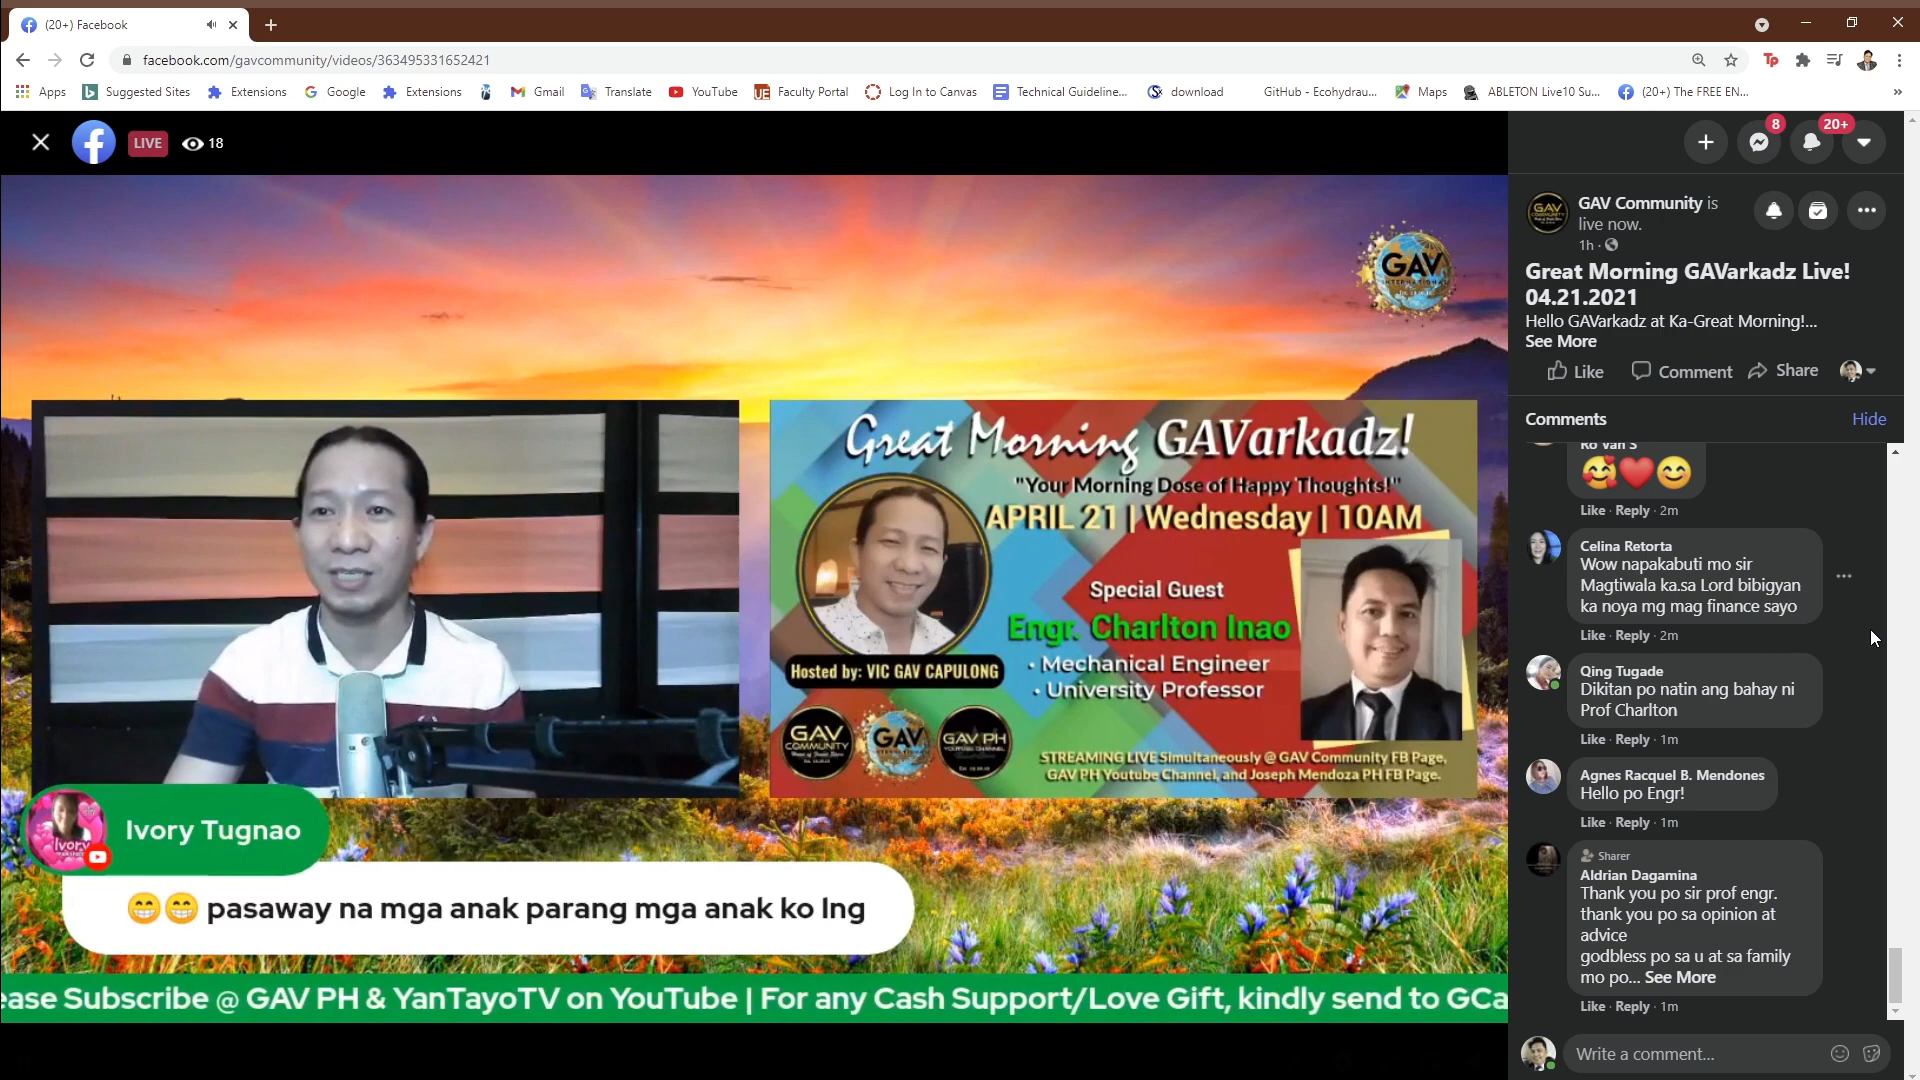 (20+) Facebook
facebook.com/gavcommunity/videos/363495331652421
Apps
Suggested Sites
Extensions
Google
Extensions
Gmail
Translate
YouTube
Faculty Portal
Log In to Canvas
Technical Guideline...
download
GitHub - Ecohydrau...
Maps
ABLETON Live10 Su...
(20+) The FREE EN...
LIVE
18
8
20+
GAV
INTERNATIONAL
Great Morning GAVarkadz!
"Your Morning Dose of Happy Thoughts!"
APRIL 21 | Wednesday | 10AM
Special Guest
Engr. Charlton Inao
• Mechanical Engineer
• University Professor
Hosted by: VIC GAV CAPULONG
GAV
COMMUNITY
GAV
GAV PH
STREAMING LIVE Simultaneously @ GAV Community FB Page,
GAV PH Youtube Channel, and Joseph Mendoza PH FB Page.
Ivory
Ivory Tugnao
😁😁 pasaway na mga anak parang mga anak ko lng
ease Subscribe @ GAV PH & YanTayoTV on YouTube | For any Cash Support/Love Gift, kindly send to GCa
GAV
COMMUNITY
GAV Community is
live now.
1h ·
Great Morning GAVarkadz Live!
04.21.2021
Hello GAVarkadz at Ka-Great Morning!...
See More
Like
Comment
Share
Comments
Hide
Ro Van S
🥰❤️😊
Like · Reply · 2m
Celina Retorta
Wow napakabuti mo sir
Magtiwala ka.sa Lord bibigyan
ka noya mg mag finance sayo
Like · Reply · 2m
Qing Tugade
Dikitan po natin ang bahay ni
Prof Charlton
Like · Reply · 1m
Agnes Racquel B. Mendones
Hello po Engr!
Like · Reply · 1m
Sharer
Aldrian Dagamina
Thank you po sir prof engr.
thank you po sa opinion at
advice
godbless po sa u at sa family
mo po... See More
Like · Reply · 1m
Write a comment...